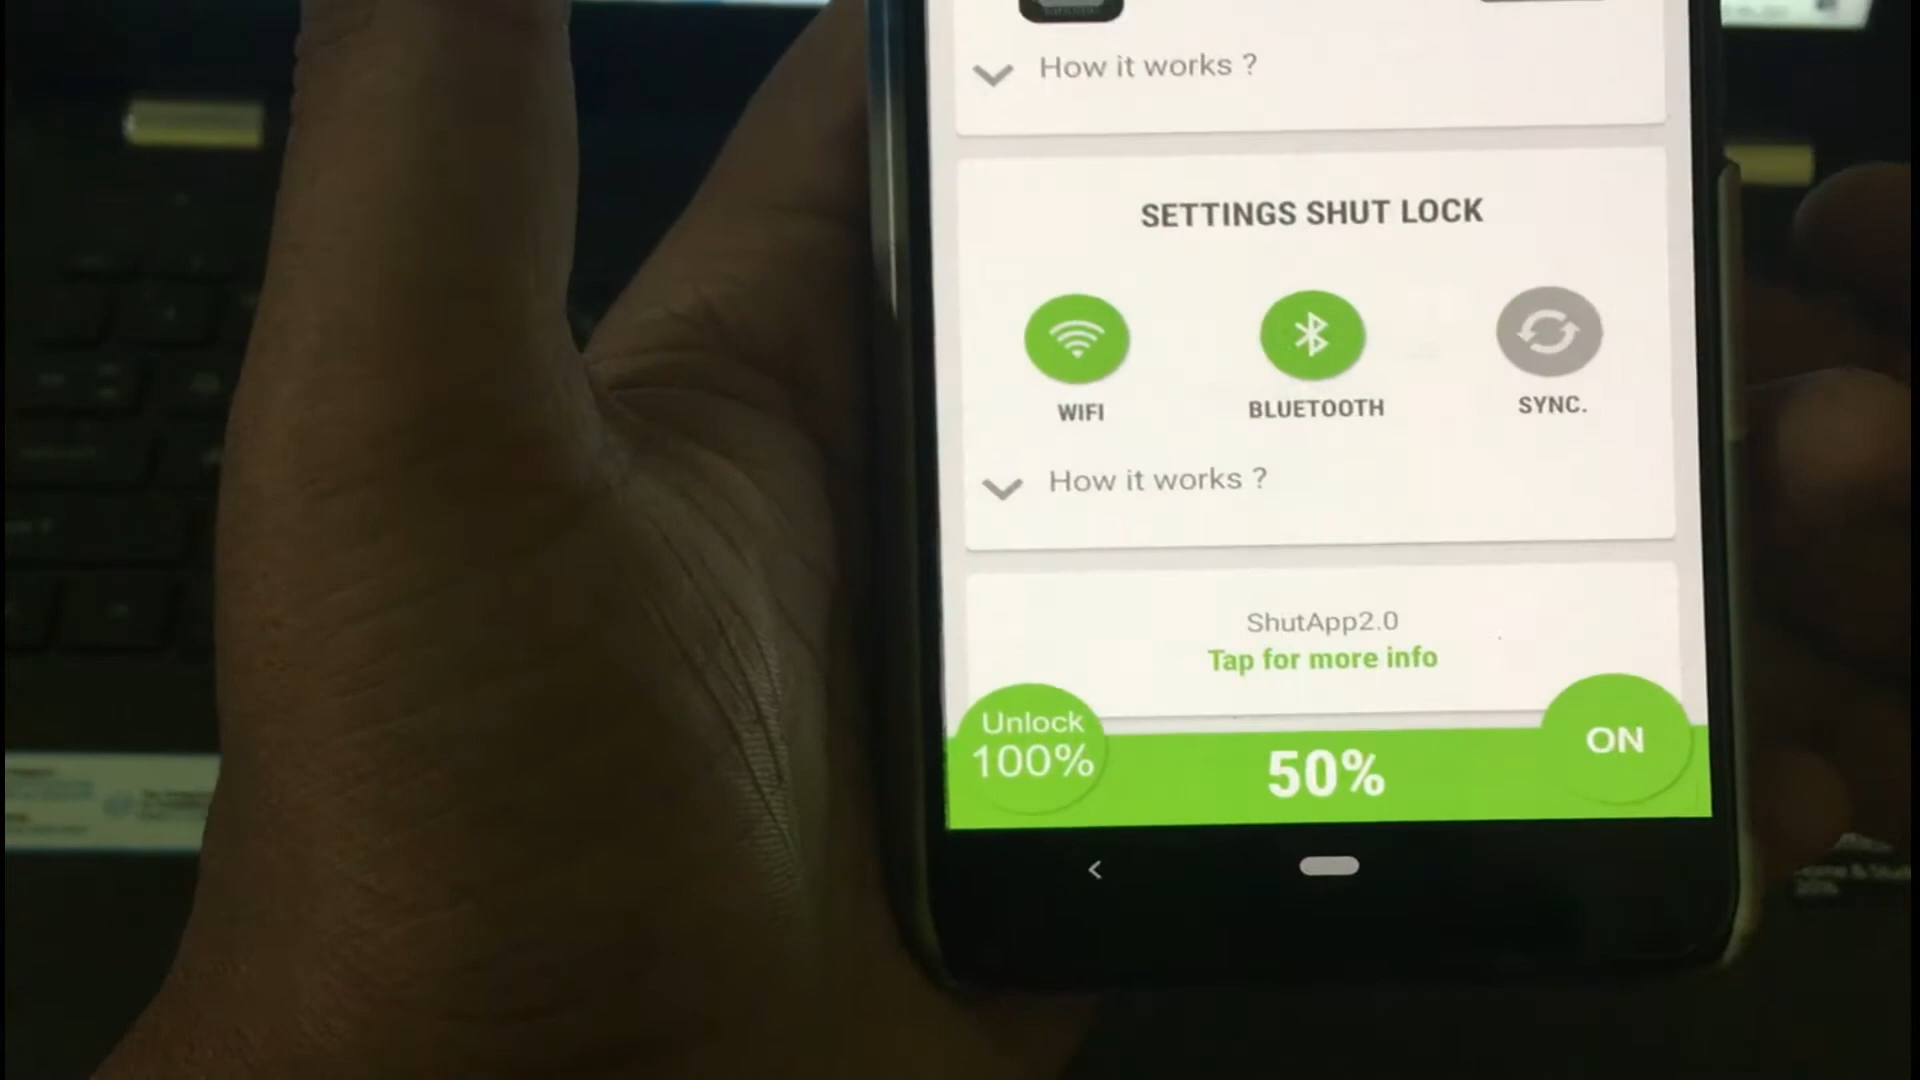 How it works ?
SETTINGS SHUT LOCK
WIFI
BLUETOOTH
SYNC.
How it works ?
ShutApp2.0
Tap for more info
Unlock
100%
50%
ON